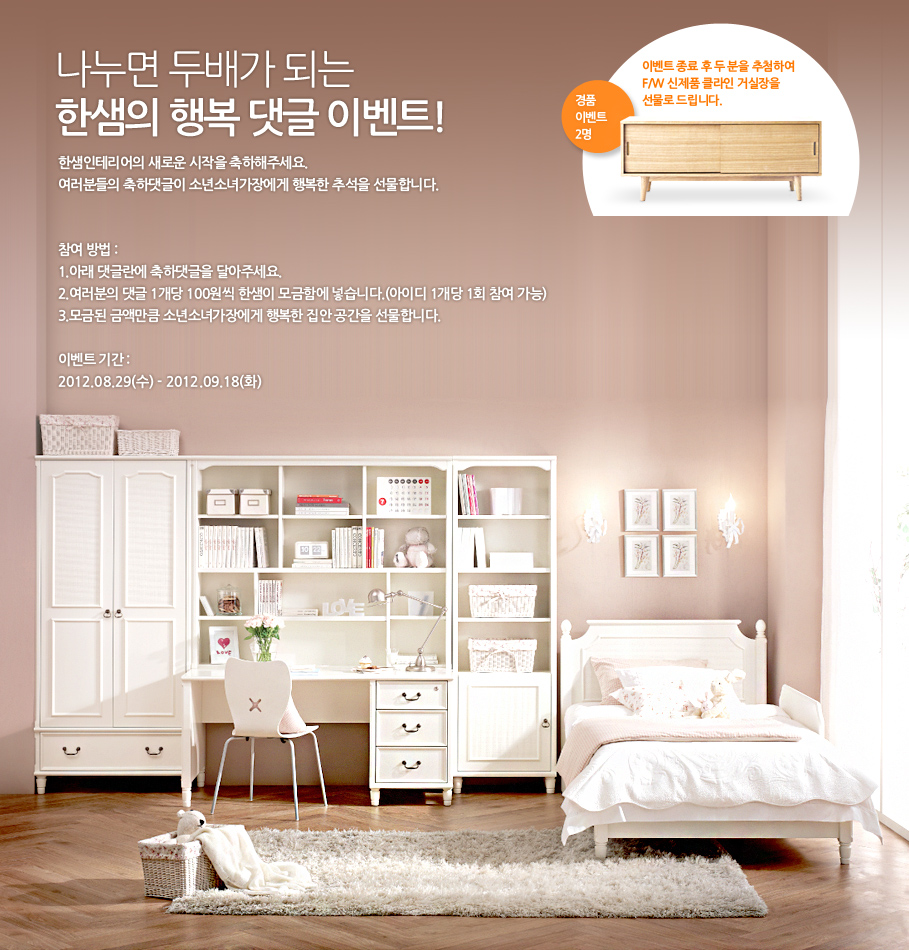 나누면 두배가 되는
한샘의 행복 댓글 이벤트!
한샘인테리어의 새로운 시작을 축하해주세요.
여러분들의 축하댓글이 소년소녀가장에게 행복한 추석을 선물합니다.
이벤트 종료 후 두 분을 추첨하여
F/W 신제품 클라인 거실장을
선물로 드립니다.
경품
이벤트
2명
참여 방법 :
1.아래 댓글란에 축하댓글을 달아주세요.
2.여러분의 댓글 1개당 100원씩 한샘이 모금함에 넣습니다.(아이디 1개당 1회 참여 가능)
3.모금된 금액만큼 소년소녀가장에게 행복한 집안 공간을 선물합니다.
이벤트 기간 :
2012.08.29(수) - 2012.09.18(화)
LOVE